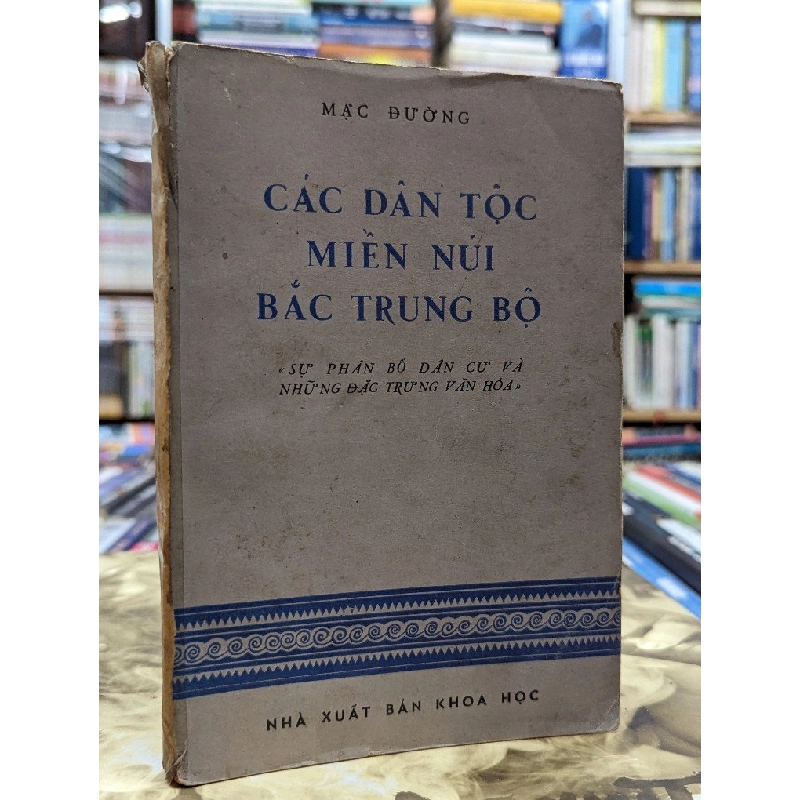 MẠC ĐƯỜNG
CÁC DÂN TỘC
MIỀN NÚI
BẮC TRUNG BỘ
«SỰ PHÂN BỐ DÂN CƯ VÀ
NHỮNG ĐẶC TRƯNG VĂN HÓA»
NHÀ XUẤT BẢN KHOA HỌC